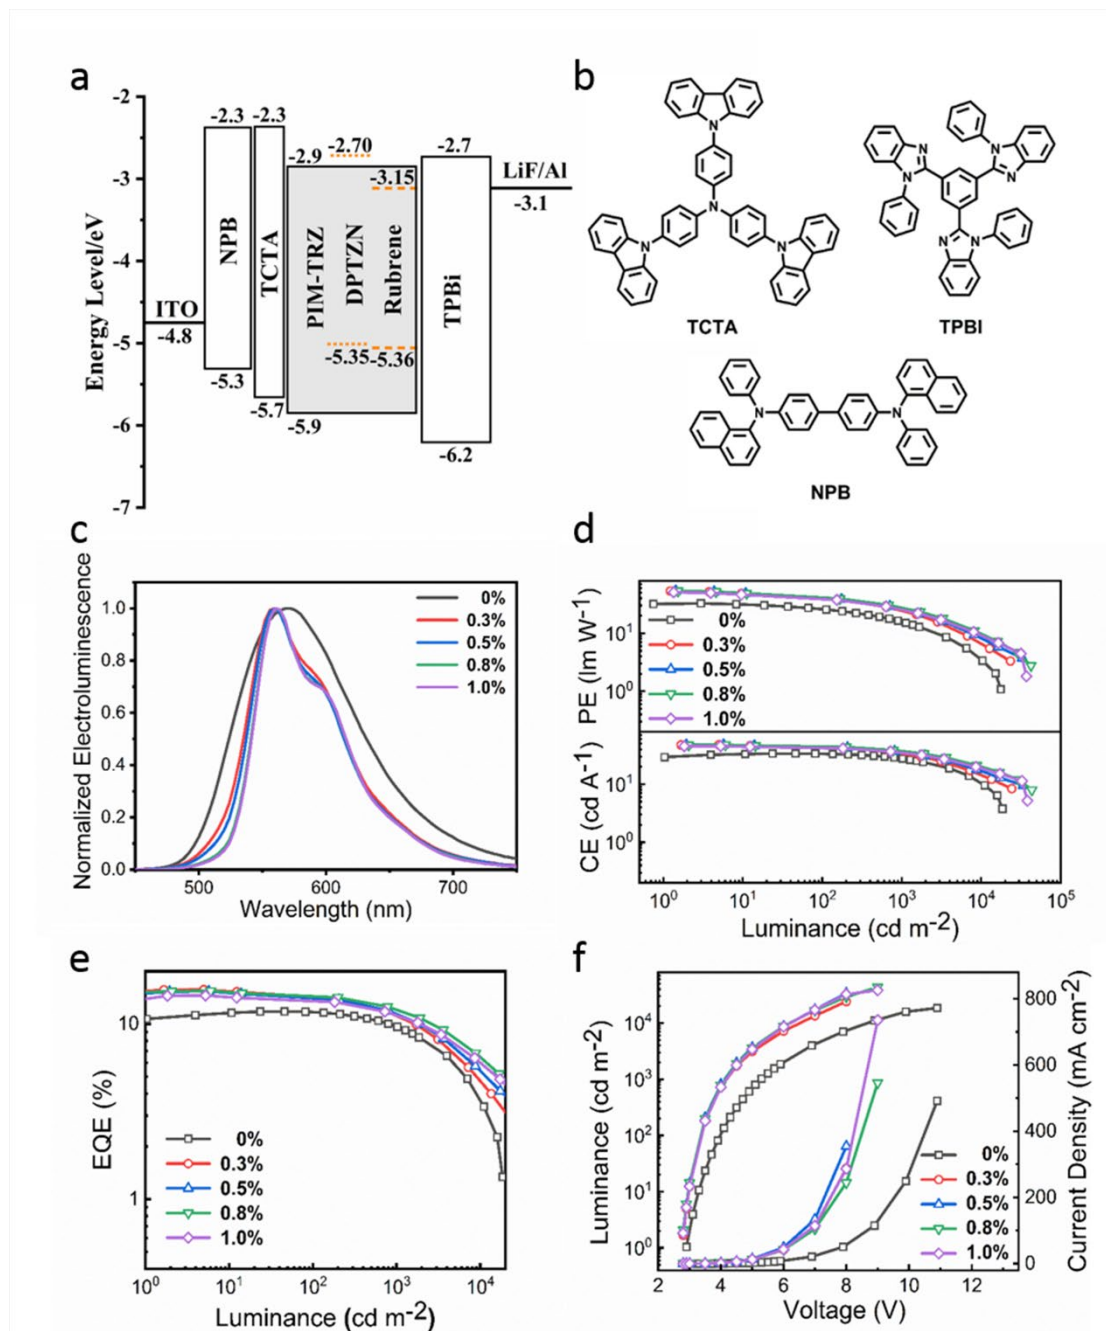 a
-2
-3
-4
-5
-6
-7
Energy Level/eV
ITO
-4.8
-2.3
NPB
-5.3
-2.3
TCTA
-5.7
-2.9
PIM-TRZ
-5.9
-2.70
DPTZN
-5.35
-3.15
Rubrene
-5.36
-2.7
TPBi
-6.2
LiF/Al
-3.1
b
N
N
N
N
TCTA
N
N
N
N
N
N
TPBI
N
N
NPB
c
Normalized Electroluminescence
1.0
0.8
0.6
0.4
0.2
0.0
500 600 700
Wavelength (nm)
0%
0.3%
0.5%
0.8%
1.0%
d
PE (lm W-1)
10^1
10^0
0%
0.3%
0.5%
0.8%
1.0%
CE (cd A-1)
10^1
10^0
10^0 10^1 10^2 10^3 10^4 10^5
Luminance (cd m-2)
e
EQE (%)
10
1
0%
0.3%
0.5%
0.8%
1.0%
10^0 10^1 10^2 10^3 10^4
Luminance (cd m-2)
f
Luminance (cd m-2)
10^4
10^3
10^2
10^1
10^0
0%
0.3%
0.5%
0.8%
1.0%
800
600
400
200
0
Current Density (mA cm-2)
2 4 6 8 10 12
Voltage (V)